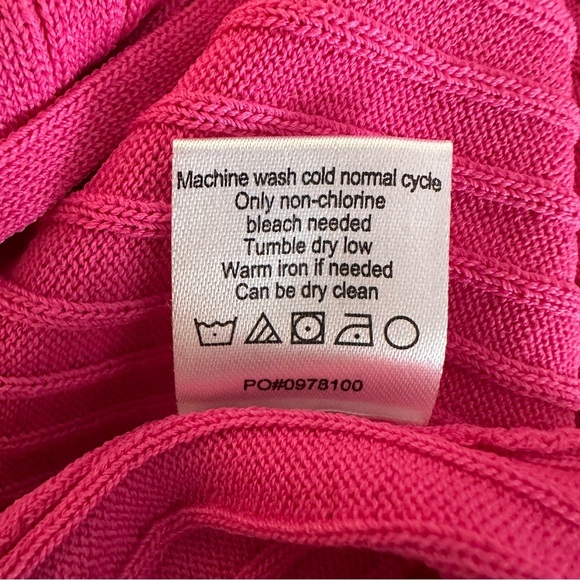 Machine wash cold normal cycle
Only non-chlorine
bleach needed
Tumble dry low
Warm iron if needed
Can be dry clean
PO#0978100